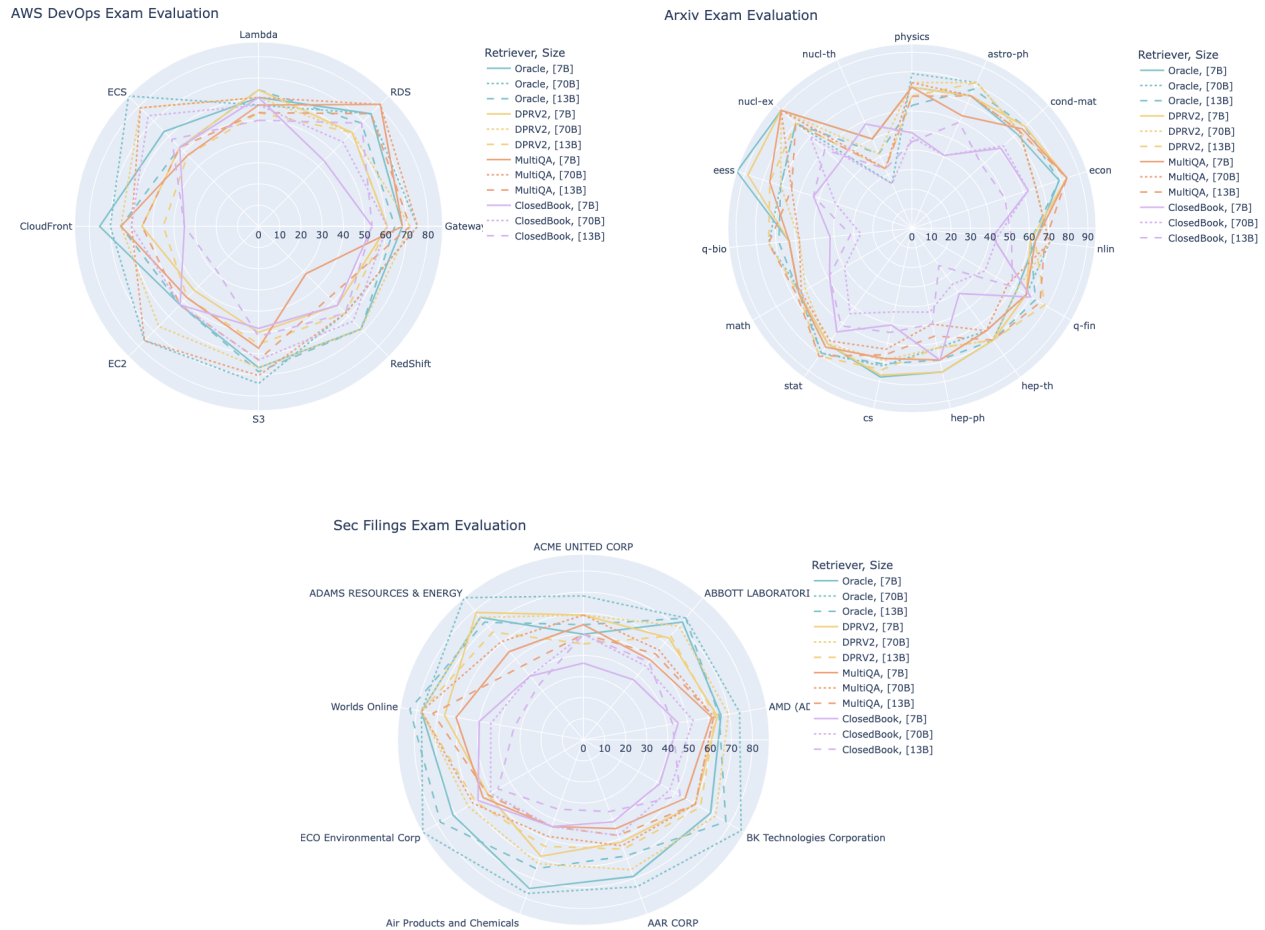 AWS DevOps Exam Evaluation
Lambda
RDS
Gateway
RedShift
S3
EC2
CloudFront
ECS
0 10 20 30 40 50 60 70 80
Retriever, Size
Oracle, [7B]
Oracle, [70B]
Oracle, [13B]
DPRV2, [7B]
DPRV2, [70B]
DPRV2, [13B]
MultiQA, [7B]
MultiQA, [70B]
MultiQA, [13B]
ClosedBook, [7B]
ClosedBook, [70B]
ClosedBook, [13B]
Arxiv Exam Evaluation
physics
astro-ph
cond-mat
econ
nlin
q-fin
hep-th
hep-ph
cs
stat
math
q-bio
eess
nucl-ex
nucl-th
0 10 20 30 40 50 60 70 80 90
Retriever, Size
Oracle, [7B]
Oracle, [70B]
Oracle, [13B]
DPRV2, [7B]
DPRV2, [70B]
DPRV2, [13B]
MultiQA, [7B]
MultiQA, [70B]
MultiQA, [13B]
ClosedBook, [7B]
ClosedBook, [70B]
ClosedBook, [13B]
Sec Filings Exam Evaluation
ACME UNITED CORP
ABBOTT LABORATORI
AMD (AD
BK Technologies Corporation
AAR CORP
Air Products and Chemicals
ECO Environmental Corp
Worlds Online
ADAMS RESOURCES & ENERGY
0 10 20 30 40 50 60 70 80
Retriever, Size
Oracle, [7B]
Oracle, [70B]
Oracle, [13B]
DPRV2, [7B]
DPRV2, [70B]
DPRV2, [13B]
MultiQA, [7B]
MultiQA, [70B]
MultiQA, [13B]
ClosedBook, [7B]
ClosedBook, [70B]
ClosedBook, [13B]